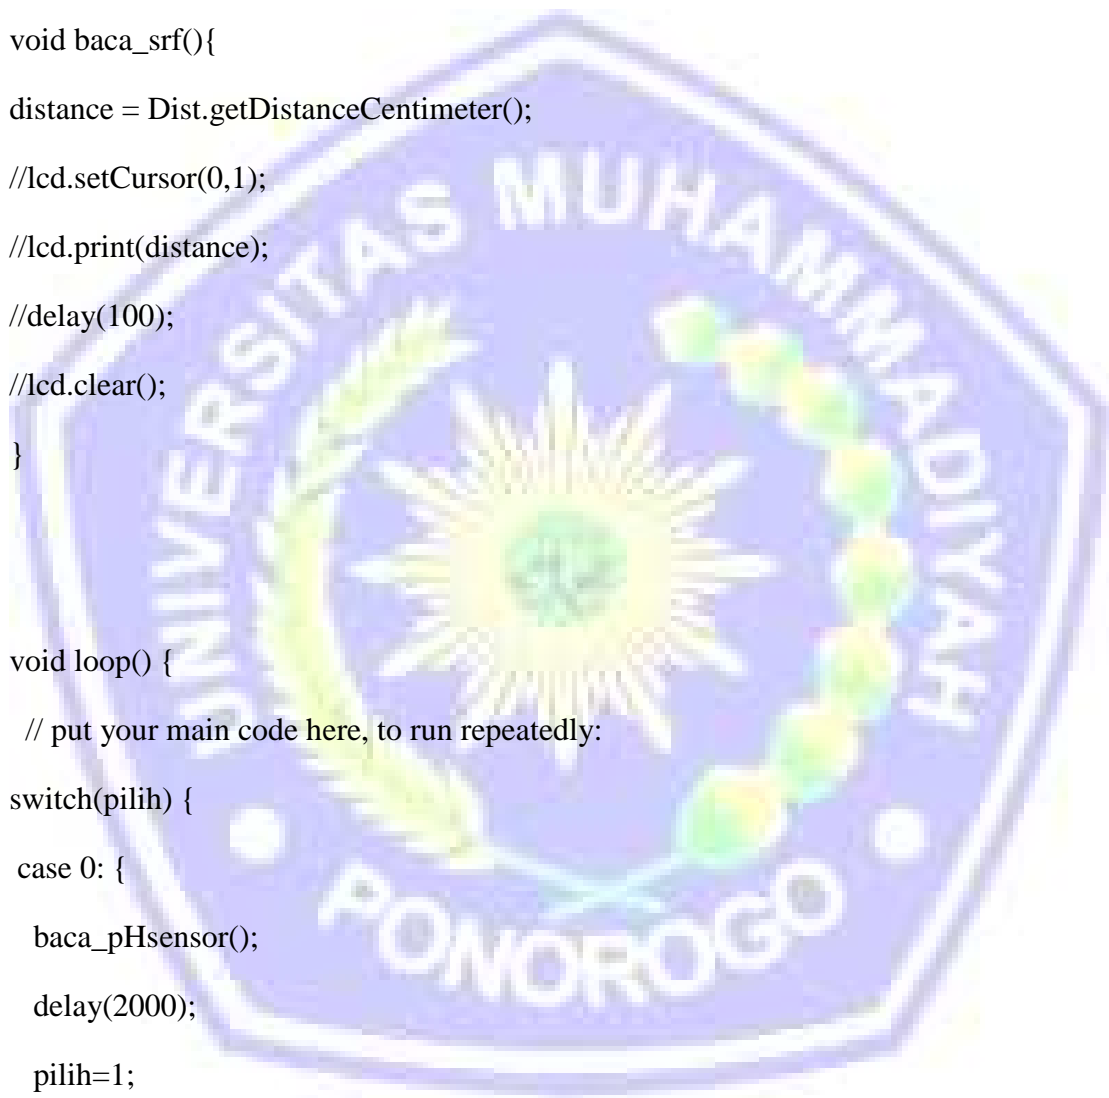 void baca_srf(){
distance = Dist.getDistanceCentimeter();
//lcd.setCursor(0,1);
//lcd.print(distance);
//delay(100);
//lcd.clear();
}
void loop() {
// put your main code here, to run repeatedly:
switch(pilih) {
case 0: {
baca_pHsensor();
delay(2000);
pilih=1;
UNIVERSITAS MUHAMMADIYAH
PONOROGO